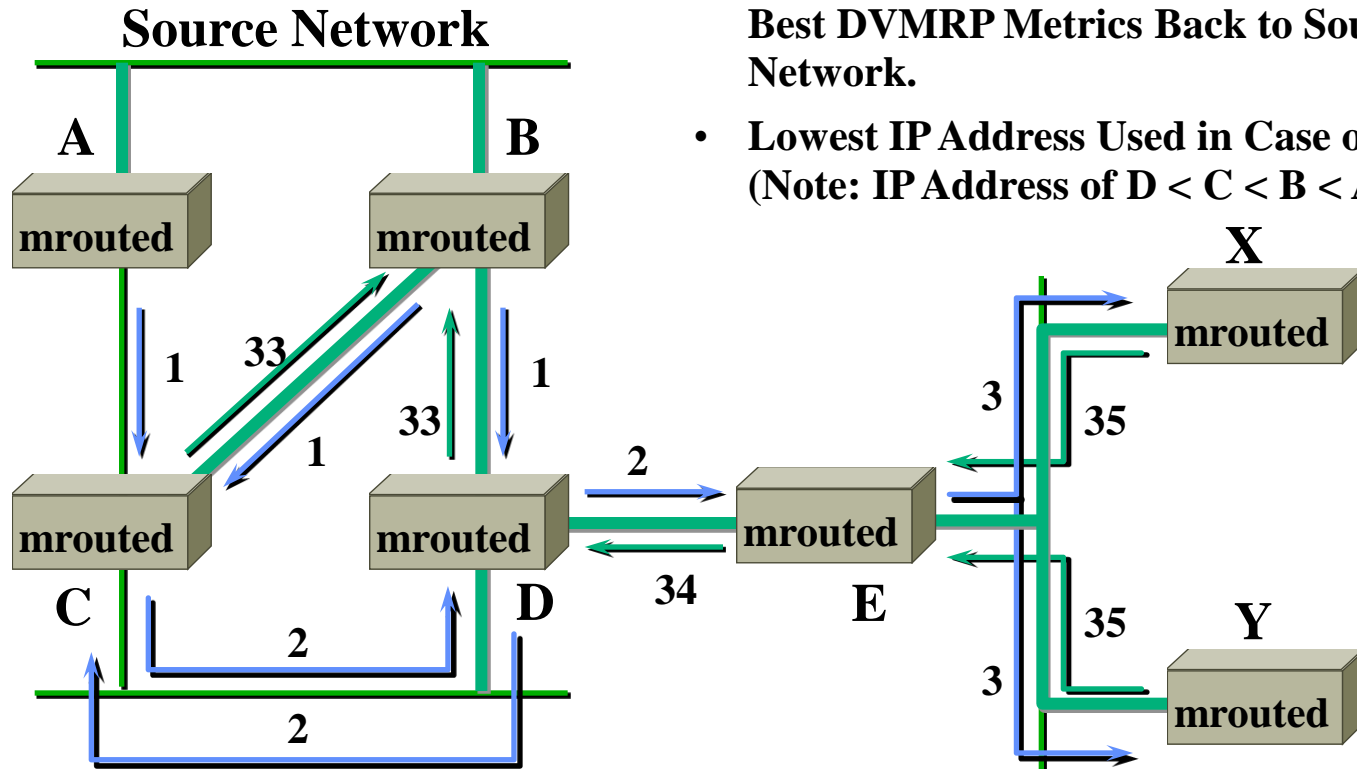 Source Network
Best DVMRP Metrics Back to
Network.
• Lowest IP Address Used in Case
(Note: IP Address of D < C < B <
A
B
mrouted
mrouted
X
mrouted
1
33
1
33
1
3
35
2
mrouted
mrouted
mrouted
C
D
34
E
2
35
Y
3
mrouted
2